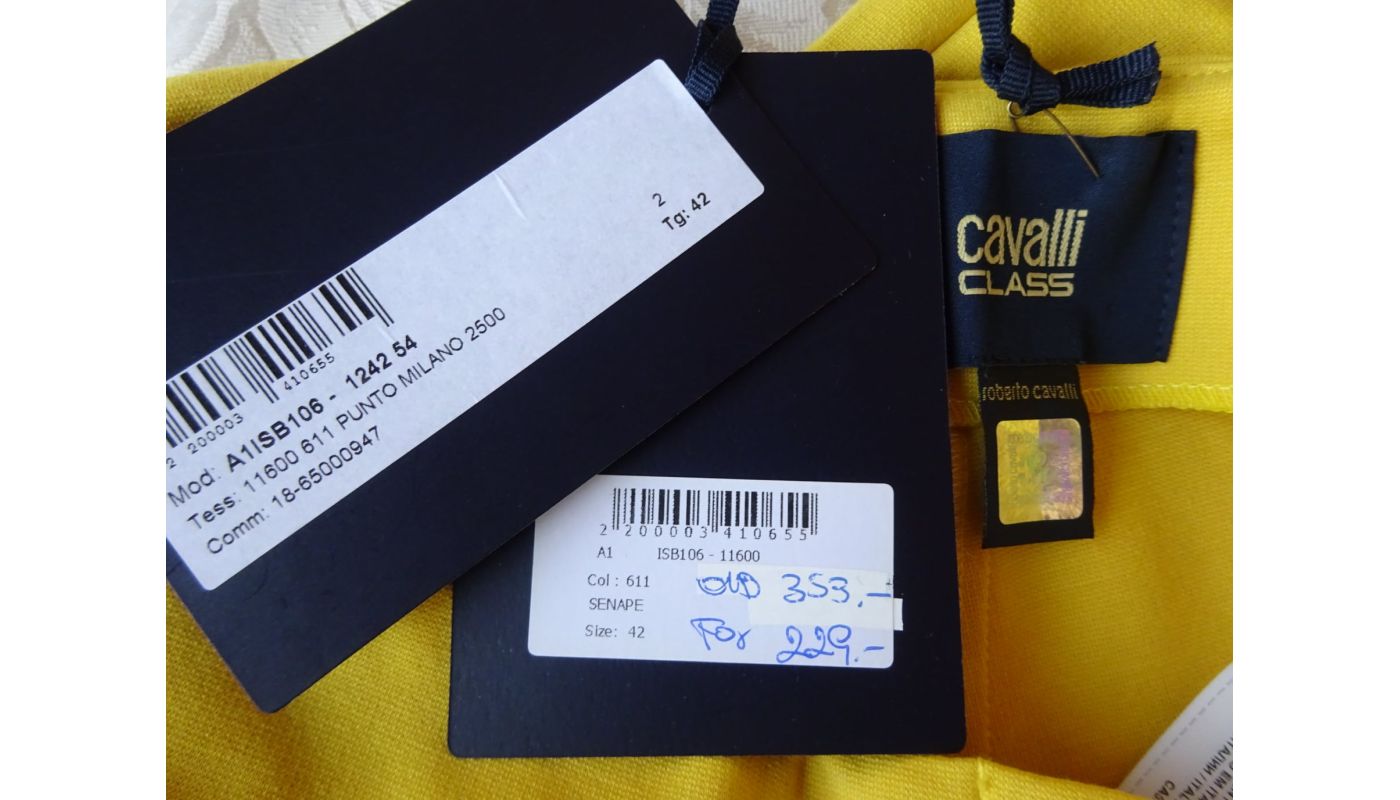 2
Tg: 42
2 200003 410655
Mod: A1ISB106 - 1242 54
Tess: 11600 611 PUNTO MILANO 2500
Comm: 18-65000947
cavalli
CLASS
roberto cavalli
2 200003 410655
A1 ISB106 - 11600
Col : 611
SENAPE
Size: 42
OLD 353.-
For 229.-